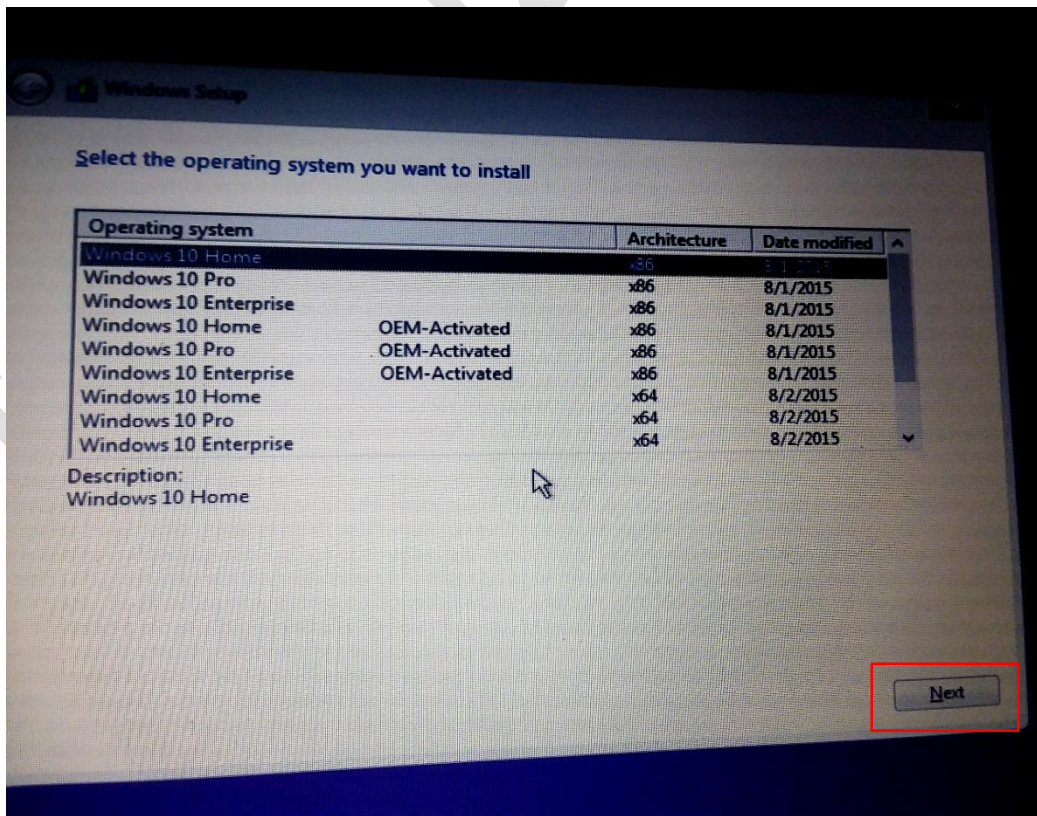 Windows Setup
Select the operating system you want to install
Operating system Architecture Date modified
Windows 10 Home x86 8/1/2015
Windows 10 Pro x86 8/1/2015
Windows 10 Enterprise x86 8/1/2015
Windows 10 Home OEM-Activated x86 8/1/2015
Windows 10 Pro OEM-Activated x86 8/1/2015
Windows 10 Enterprise OEM-Activated x86 8/1/2015
Windows 10 Home x64 8/2/2015
Windows 10 Pro x64 8/2/2015
Windows 10 Enterprise x64 8/2/2015
Description:
Windows 10 Home
Next